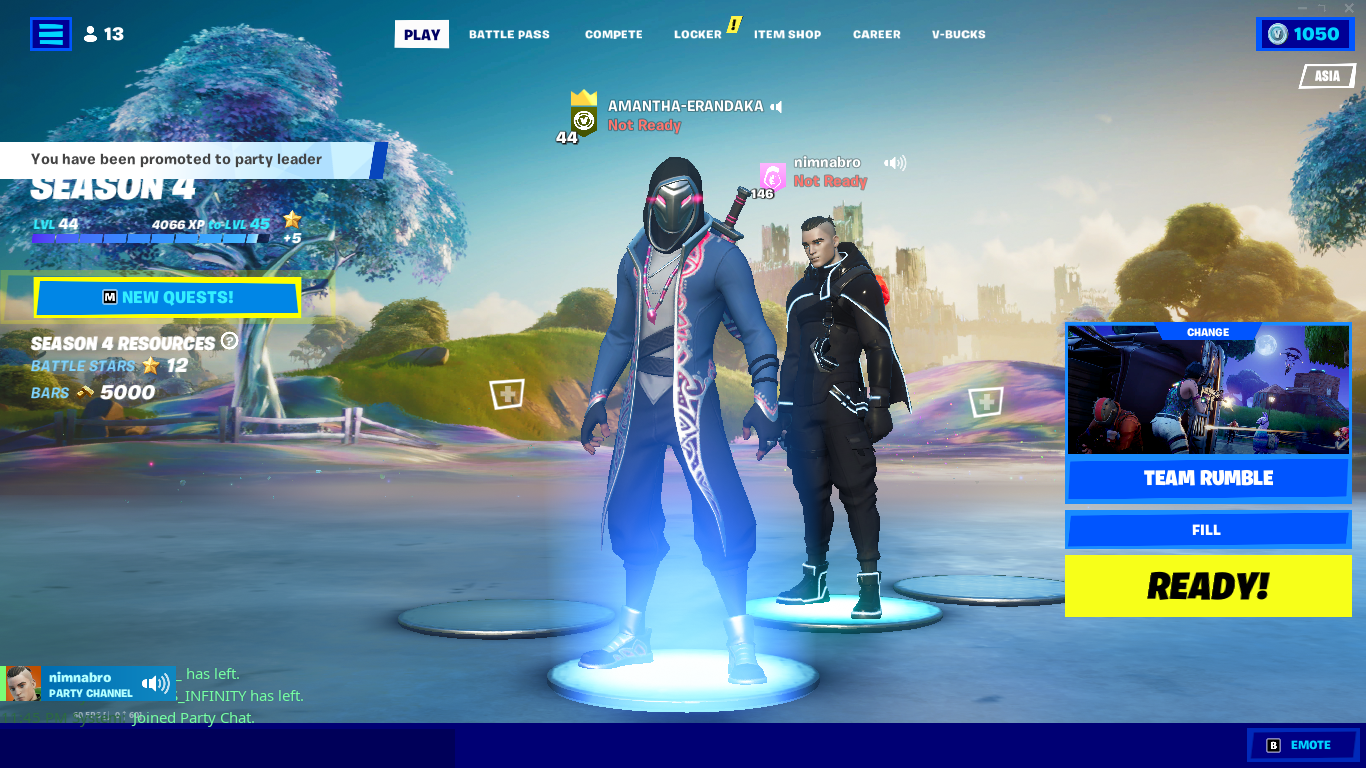 13
PLAY
BATTLE PASS
COMPETE
LOCKER
!
ITEM SHOP
CAREER
V-BUCKS
1050
ASIA
AMANTHA-ERANDAKA
Not Ready
44
nimnabro
Not Ready
146
You have been promoted to party leader
SEASON 4
LVL 44
4066 XP to LVL 45
+5
M NEW QUESTS!
SEASON 4 RESOURCES ?
BATTLE STARS 12
BARS 5000
CHANGE
TEAM RUMBLE
FILL
READY!
nimnabro
PARTY CHANNEL
_ has left.
S_INFINITY has left.
Joined Party Chat.
B EMOTE